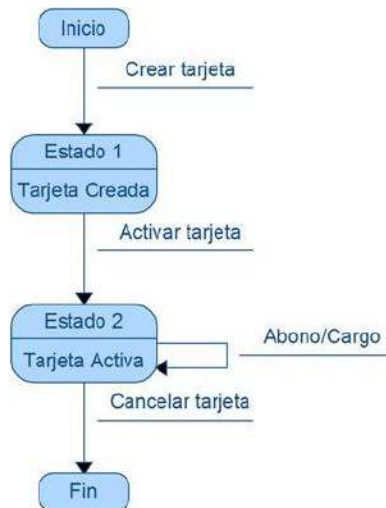 Inicio
Crear tarjeta
Estado 1
Tarjeta Creada
Activar tarjeta
Estado 2
Tarjeta Activa
Abono/Cargo
Cancelar tarjeta
Fin